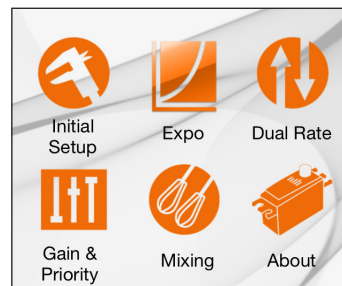 Initial
Setup
Expo
Dual Rate
Gain &
Priority
Mixing
About